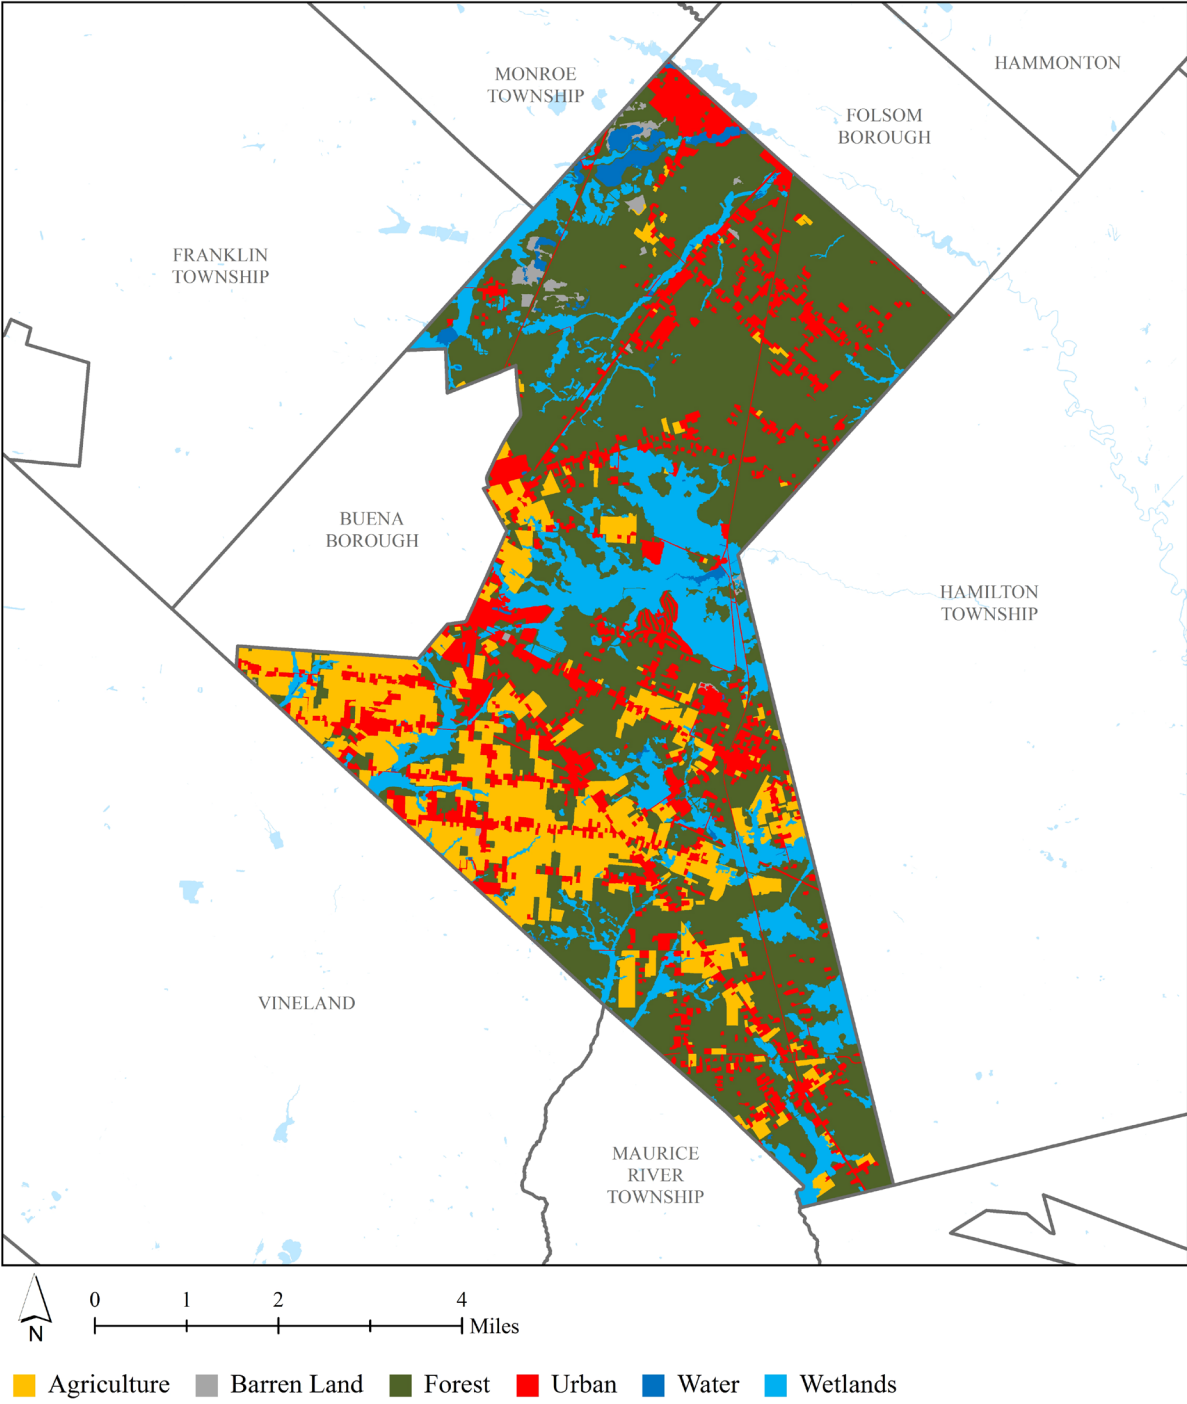 MONROE
TOWNSHIP
HAMMONTON
FOLSOM
BOROUGH
FRANKLIN
TOWNSHIP
BUENA
BOROUGH
HAMILTON
TOWNSHIP
VINELAND
MAURICE
RIVER
TOWNSHIP
0 1 2 4
Miles
N
Agriculture Barren Land Forest Urban Water Wetlands